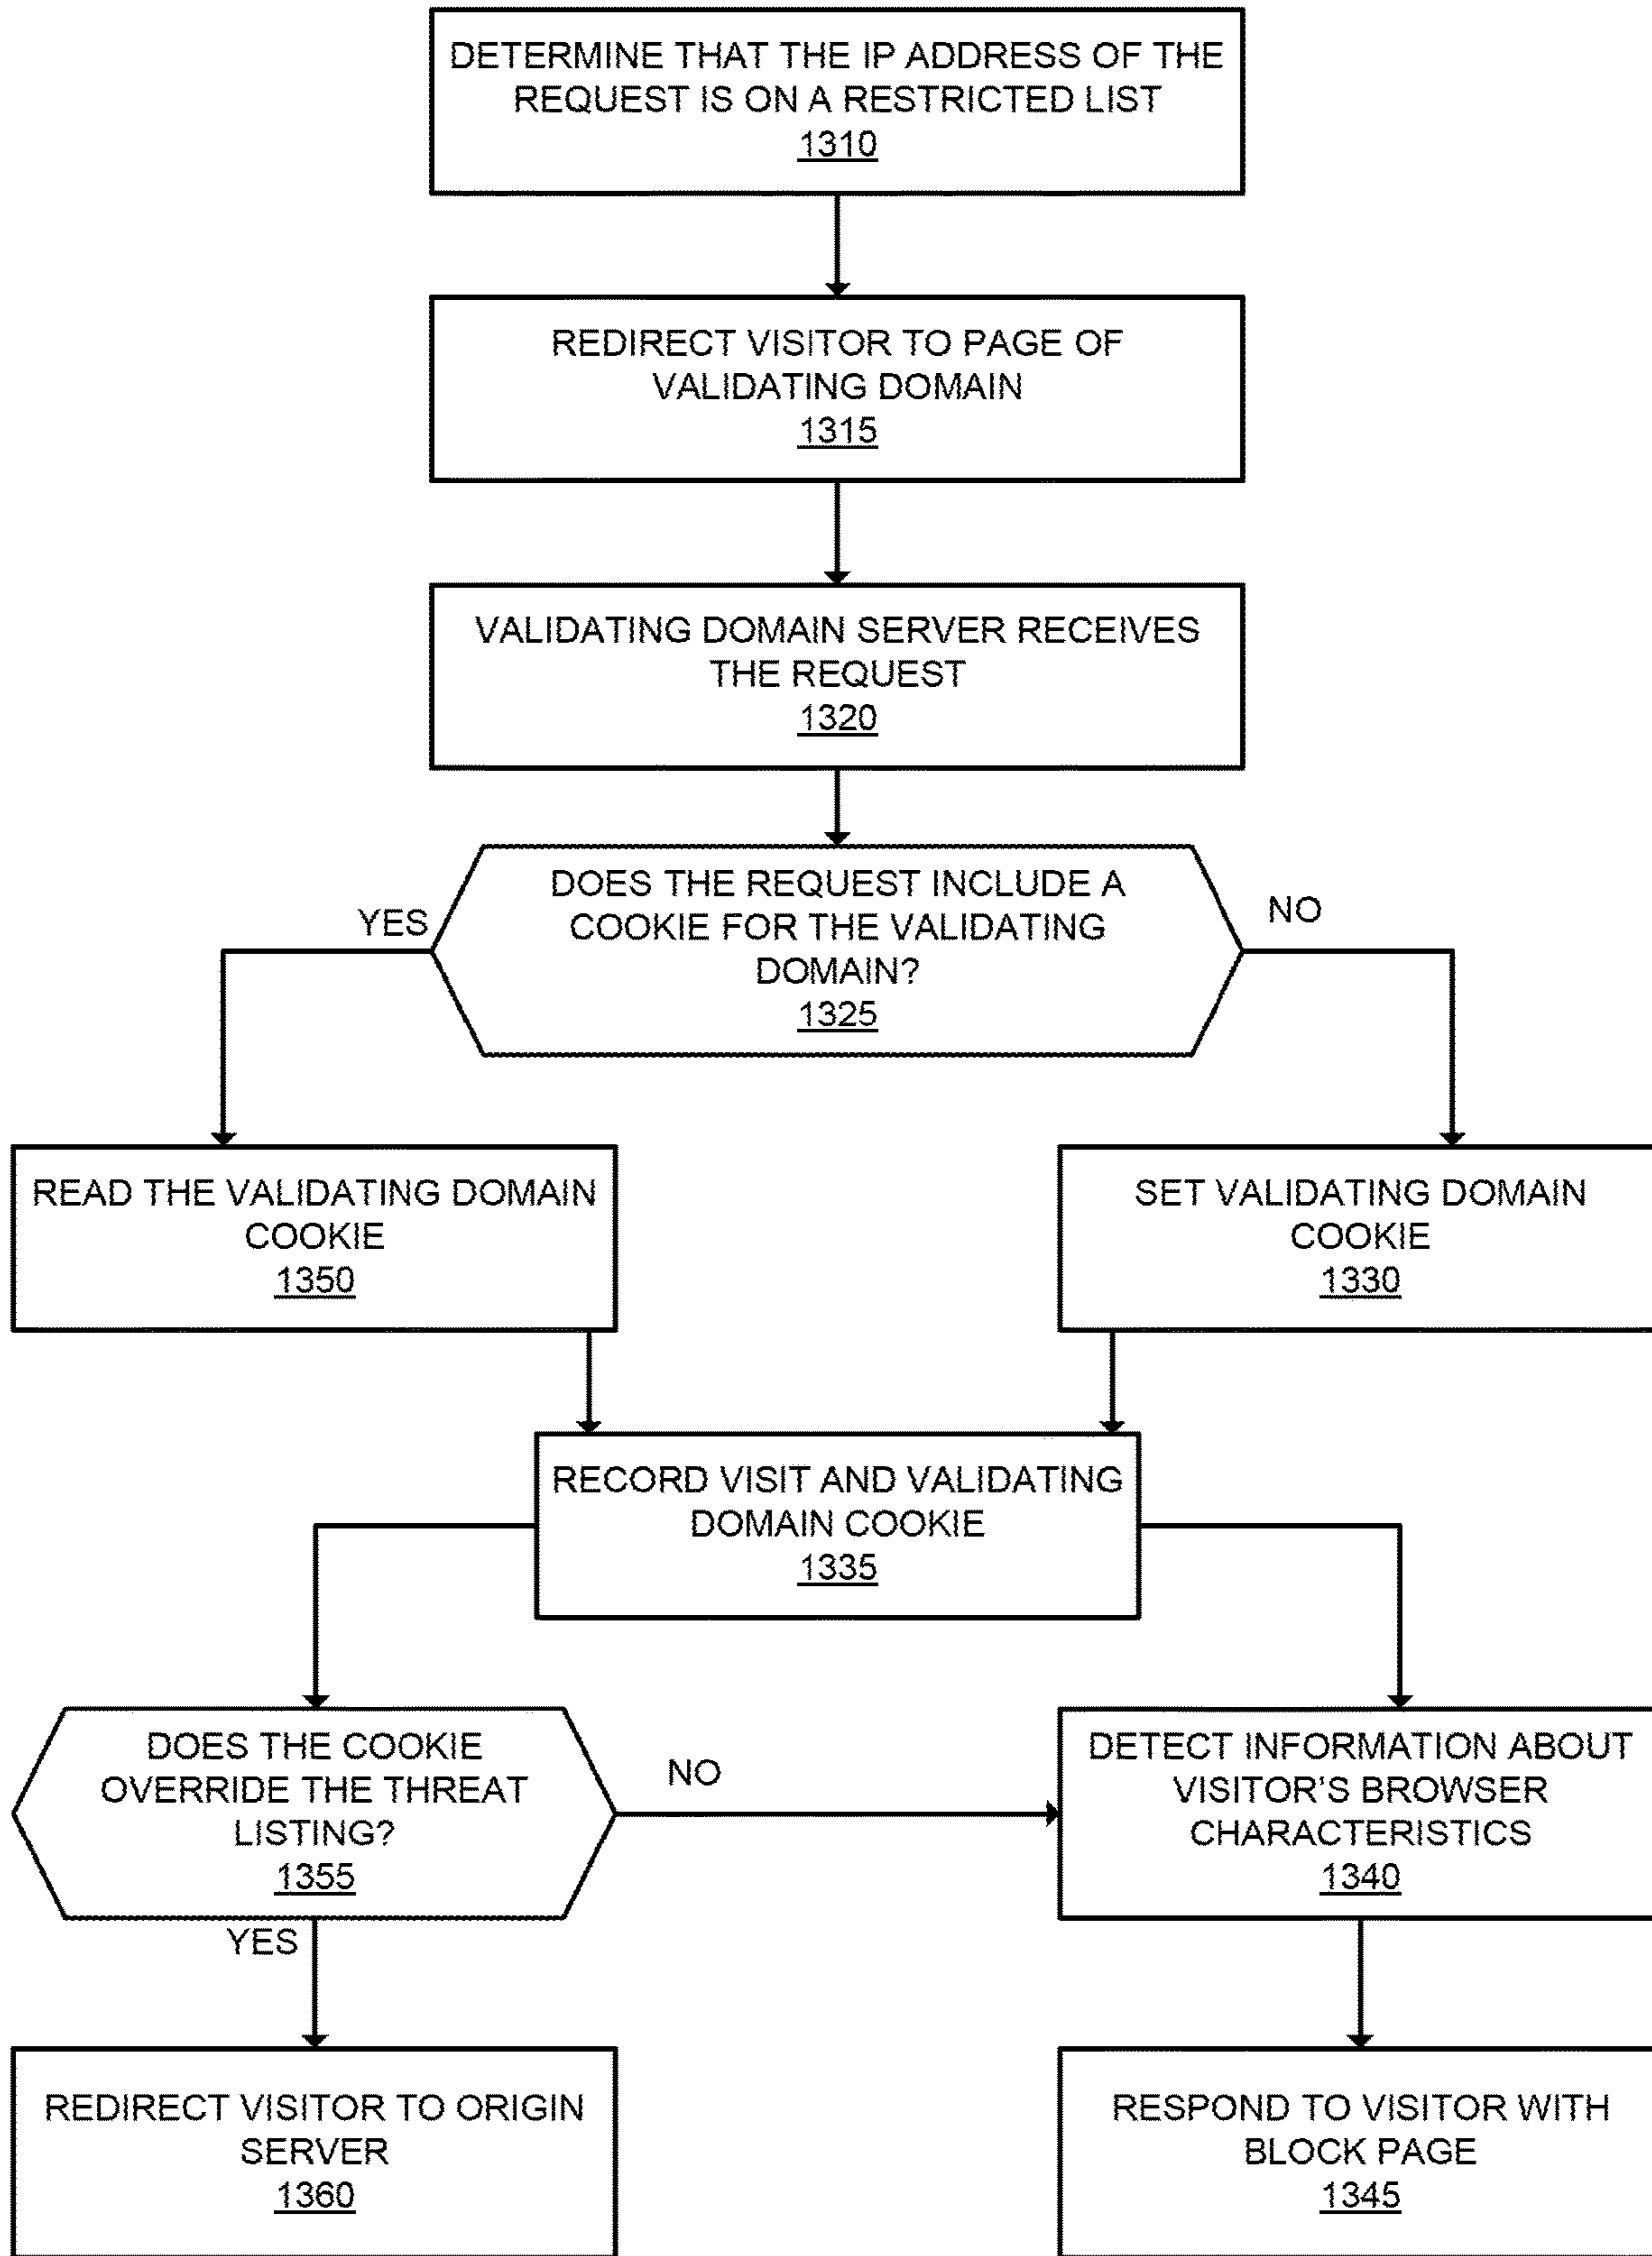 DETERMINE THAT THE IP ADDRESS OF THE
REQUEST IS ON A RESTRICTED LIST
1310
REDIRECT VISITOR TO PAGE OF
VALIDATING DOMAIN
1315
VALIDATING DOMAIN SERVER RECEIVES
THE REQUEST
1320
DOES THE REQUEST INCLUDE A
COOKIE FOR THE VALIDATING
DOMAIN?
1325
YES
NO
READ THE VALIDATING DOMAIN
COOKIE
1350
SET VALIDATING DOMAIN
COOKIE
1330
RECORD VISIT AND VALIDATING
DOMAIN COOKIE
1335
DOES THE COOKIE
OVERRIDE THE THREAT
LISTING?
1355
NO
YES
DETECT INFORMATION ABOUT
VISITOR'S BROWSER
CHARACTERISTICS
1340
REDIRECT VISITOR TO ORIGIN
SERVER
1360
RESPOND TO VISITOR WITH
BLOCK PAGE
1345